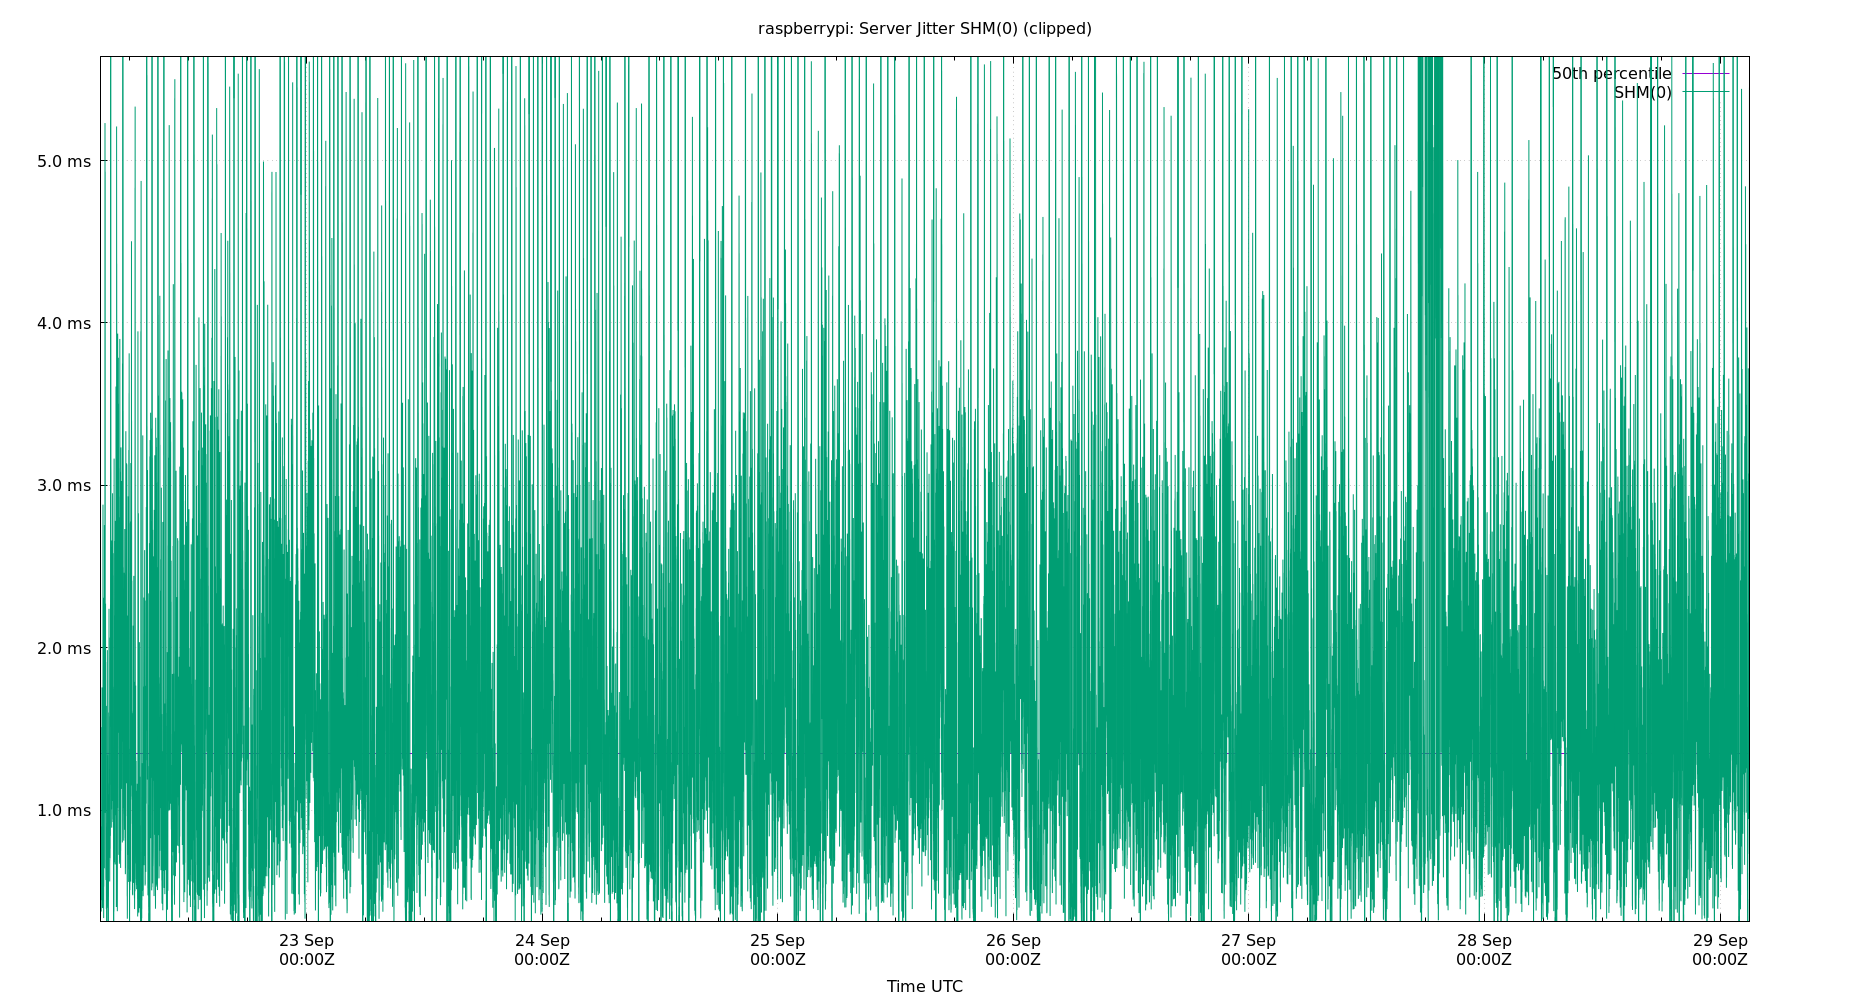 raspberrypi: Server Jitter SHM(0) (clipped)
50th percentile
SHM(0)
5.0 ms
4.0 ms
3.0 ms
2.0 ms
1.0 ms
23 Sep 24 Sep 25 Sep 26 Sep 27 Sep 28 Sep 29 Sep
00:00Z 00:00Z 00:00Z 00:00Z 00:00Z 00:00Z 00:00Z
Time UTC